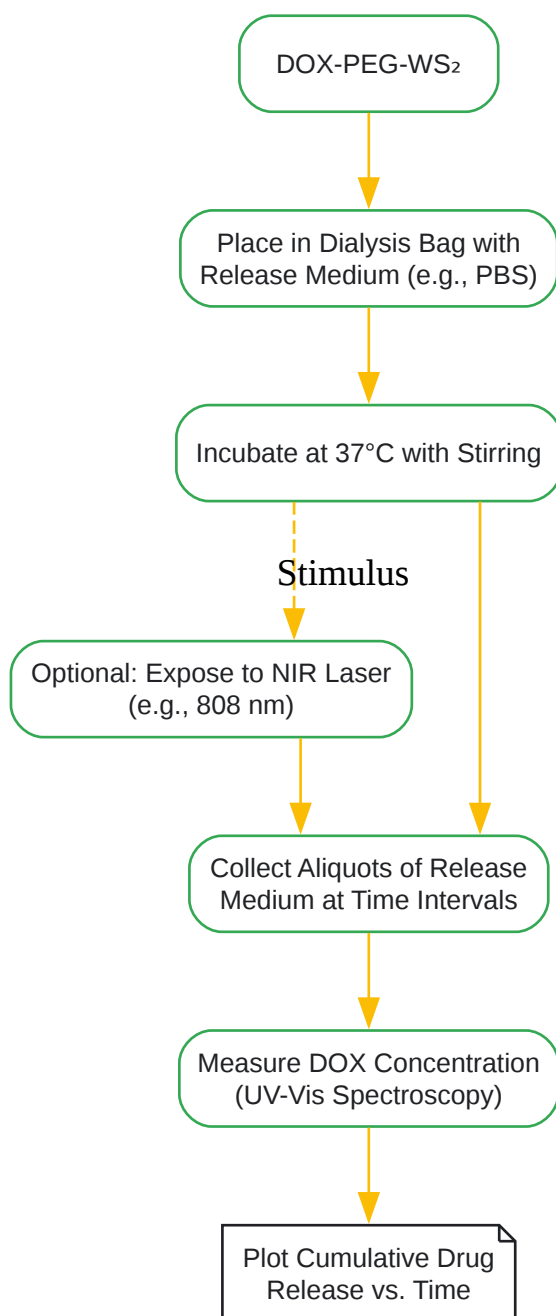 DOX-PEG-WS₂
Place in Dialysis Bag with
Release Medium (e.g., PBS)
Incubate at 37°C with Stirring
Stimulus
Optional: Expose to NIR Laser
(e.g., 808 nm)
Collect Aliquots of Release
Medium at Time Intervals
Measure DOX Concentration
(UV-Vis Spectroscopy)
Plot Cumulative Drug
Release vs. Time